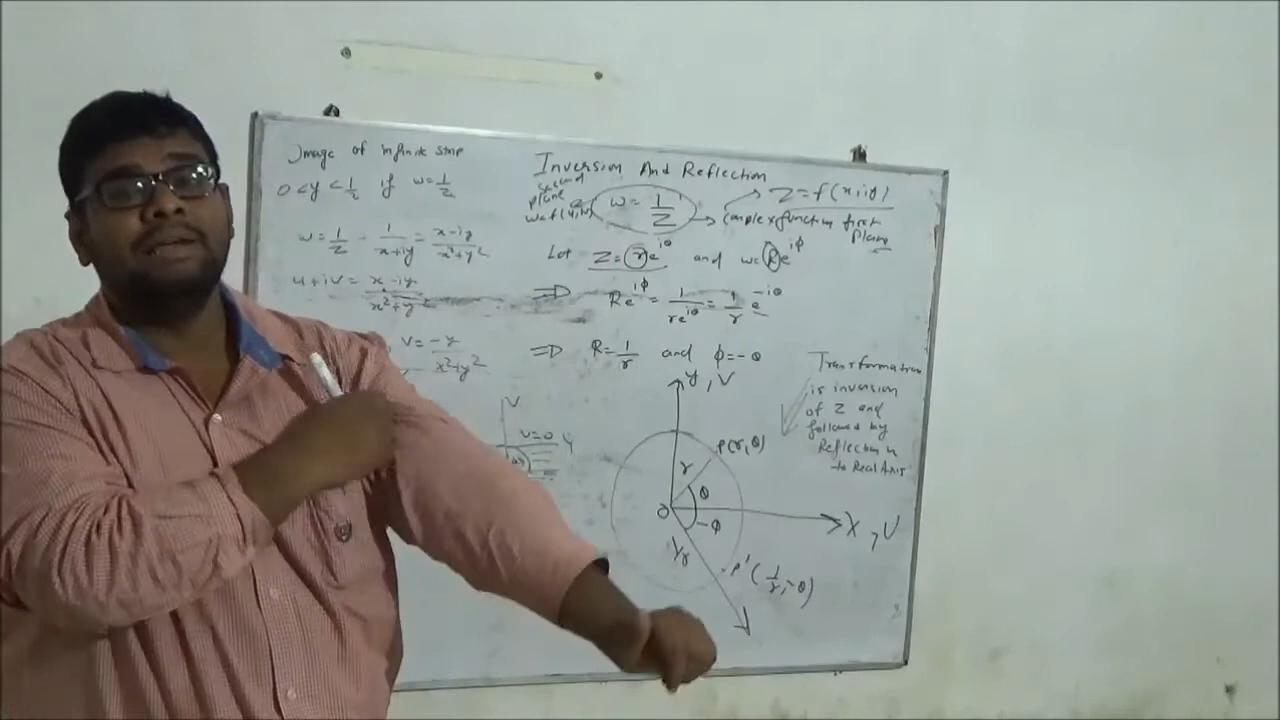 Image of infinite strip
0 < y < 1/2 if w = 1/z
w = 1/z = 1/(x+iy) = (x-iy)/(x²+y²)
u+iv = (x-iy)/(x²+y²)
v = -y/(x²+y²)
v
v=0
Inversion And Reflection
second plane
w=f(u,v)
w = 1/z
Z = f(x,iy)
Complex function first
Plane
Let Z = re^{iθ} and w = Re^{iφ}
⇒ Re^{iφ} = 1/(re^{iθ}) = 1/r e^{-iθ}
⇒ R = 1/r and φ = -θ
y, v
P(r, θ)
r
θ
O
-φ
X, U
1/r
P'(1/r, -θ)
Transformation
is inversion
of Z and
followed by
Reflection in
to Real Axis